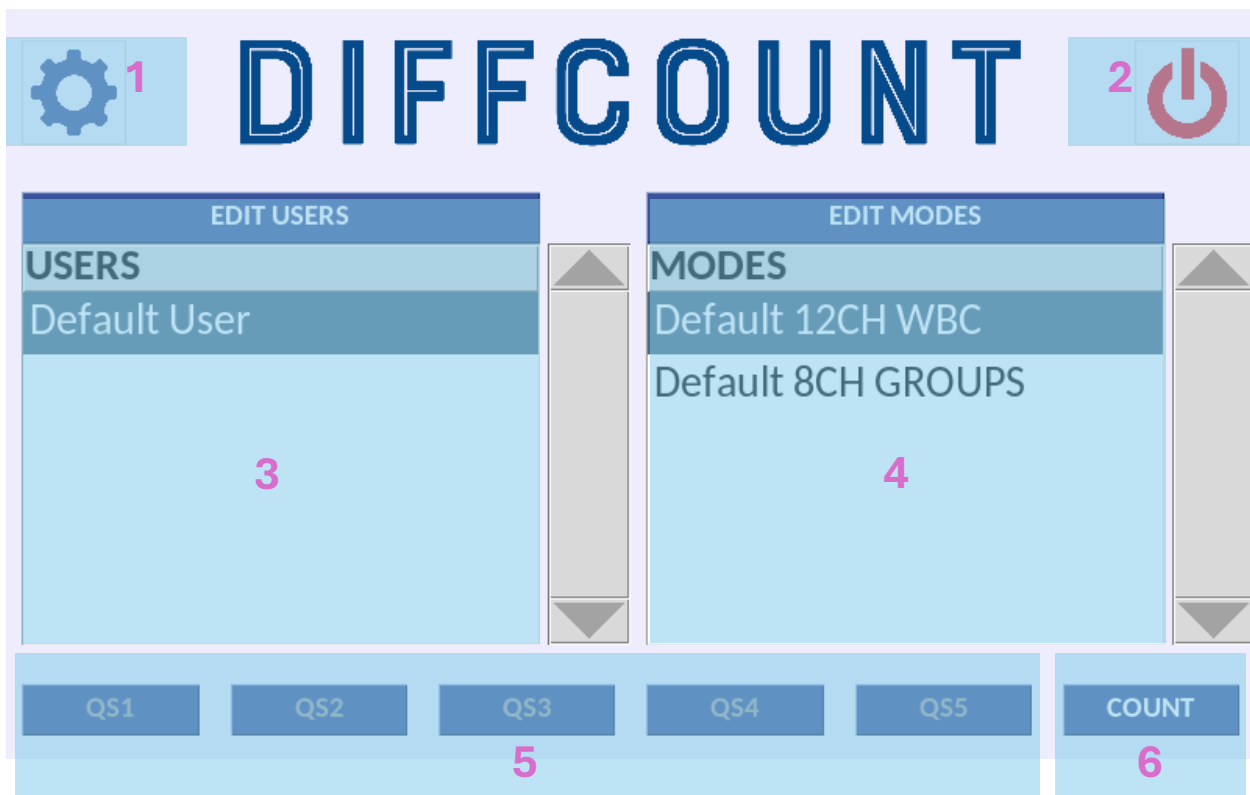 1
DIFFCOUNT
2
EDIT USERS
USERS
Default User
3
EDIT MODES
MODES
Default 12CH WBC
Default 8CH GROUPS
4
QS1 QS2 QS3 QS4 QS5 COUNT
5 6